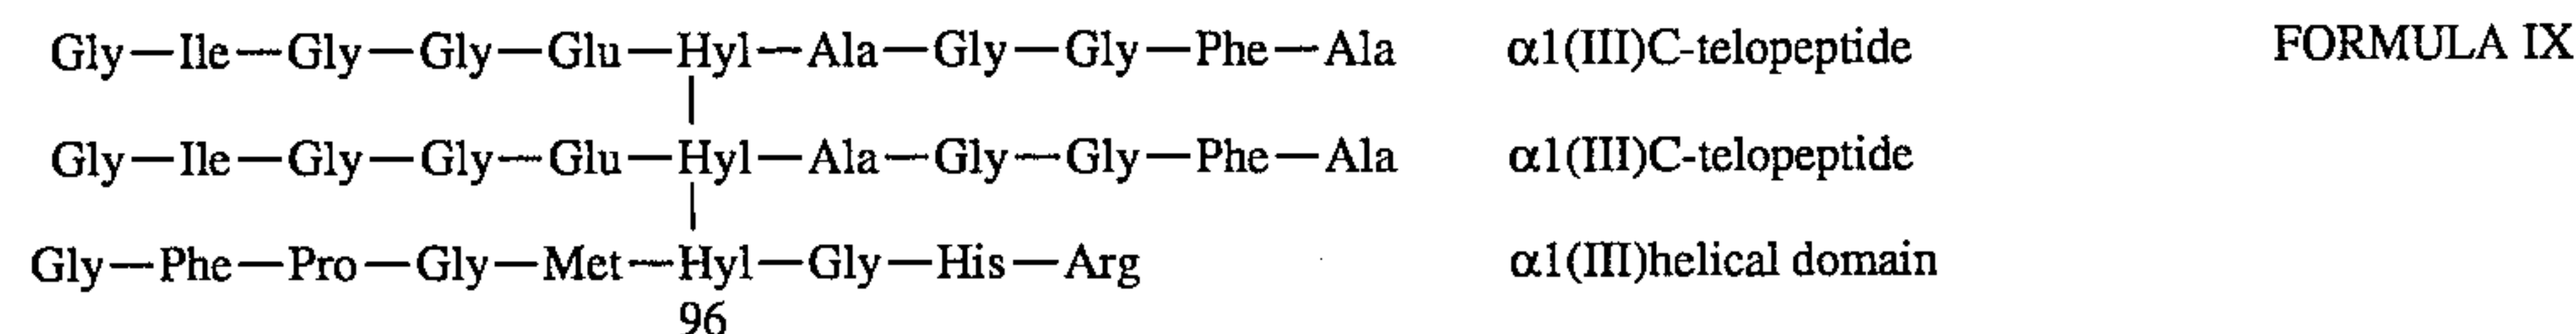 Gly—Ile—Gly—Gly—Glu—Hyl—Ala—Gly—Gly—Phe—Ala α1(III)C-telopeptide FORMULA IX
Gly—Ile—Gly—Gly—Glu—Hyl—Ala—Gly—Gly—Phe—Ala α1(III)C-telopeptide
Gly—Phe—Pro—Gly—Met—Hyl—Gly—His—Arg α1(III)helical domain
96